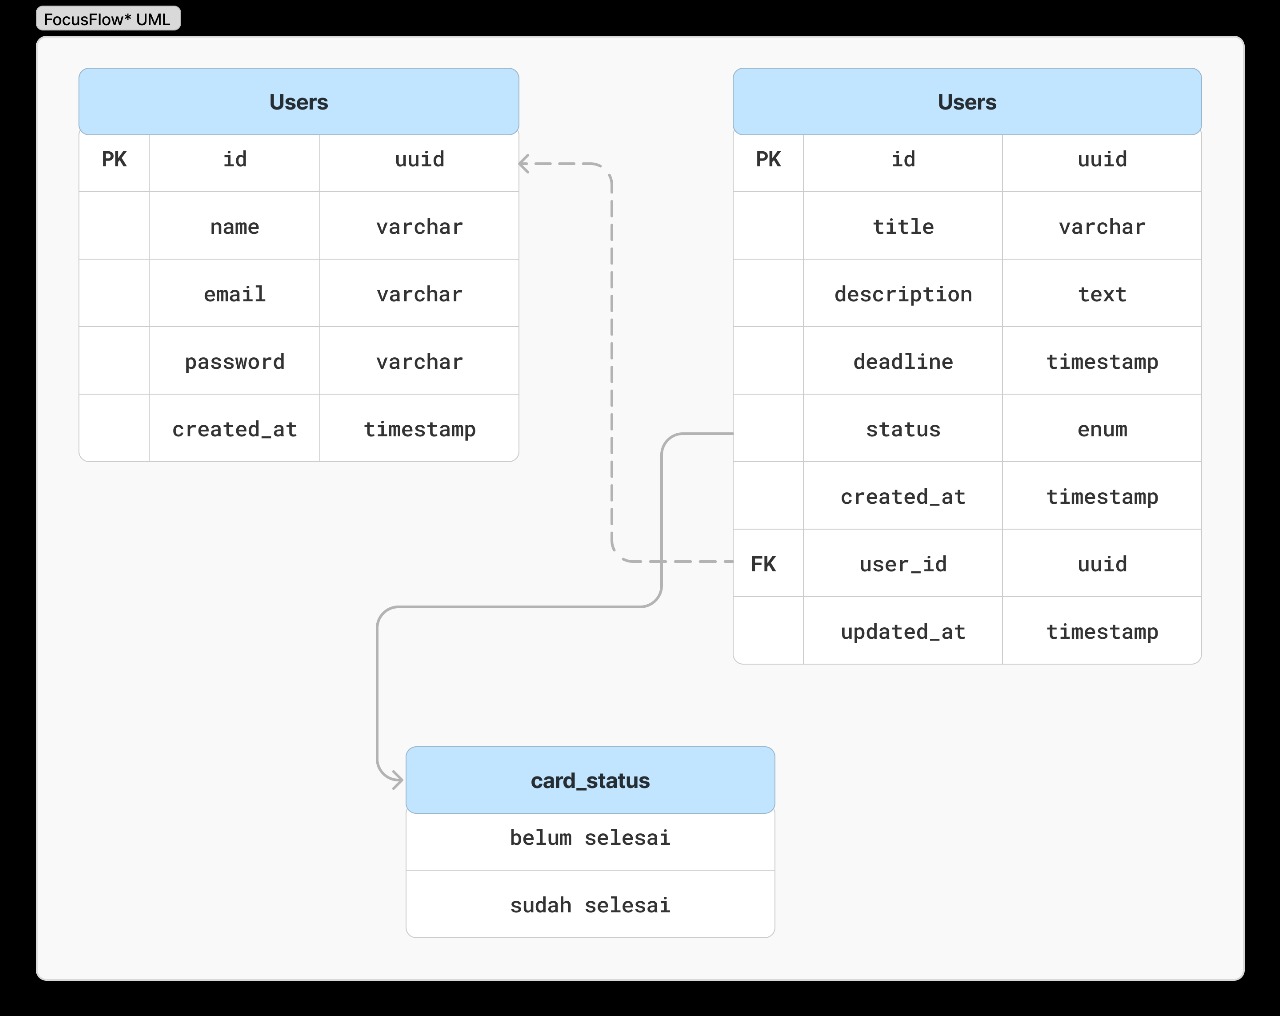 FocusFlow* UML
Users
PK id uuid
name varchar
email varchar
password varchar
created_at timestamp
Users
PK id uuid
title varchar
description text
deadline timestamp
status enum
created_at timestamp
FK user_id uuid
updated_at timestamp
card_status
belum selesai
sudah selesai